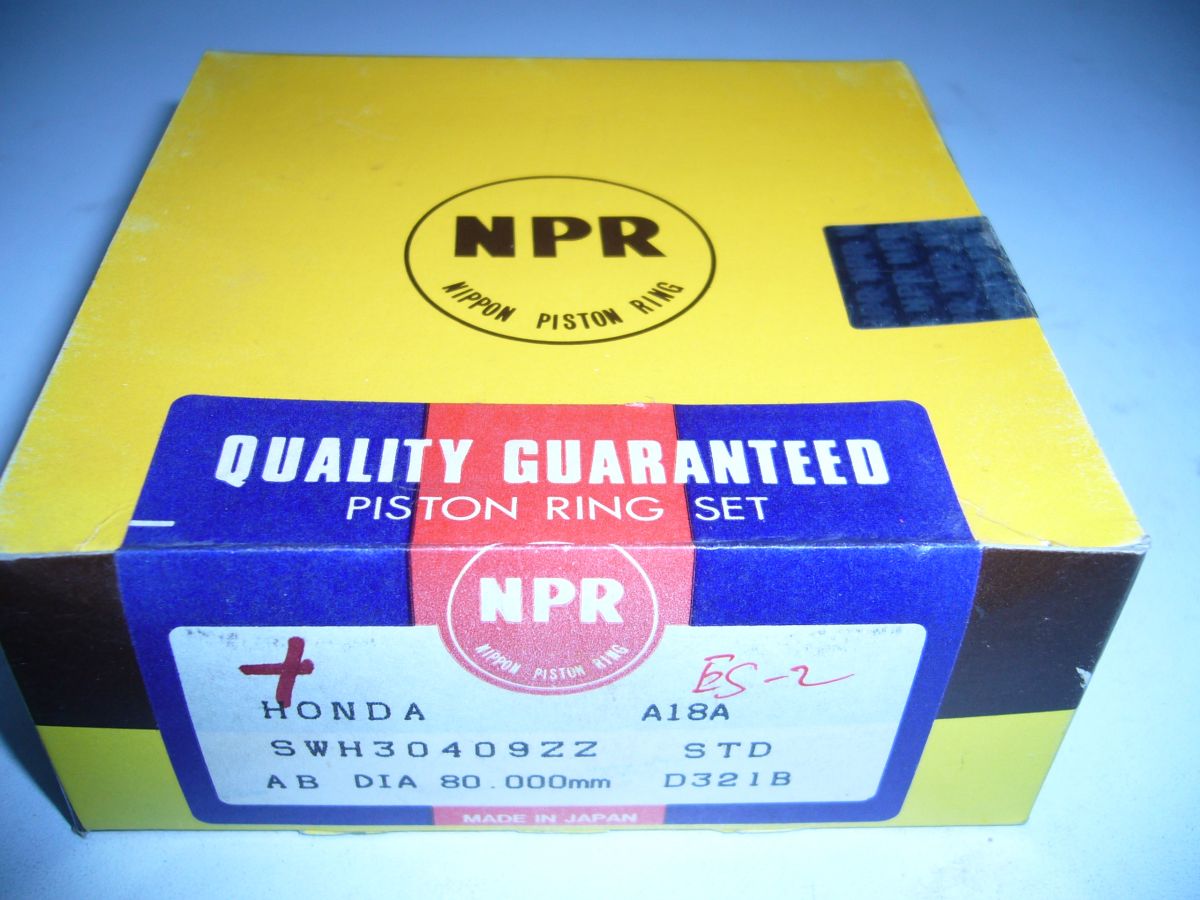 NPR
NIPPON PISTON RING
QUALITY GUARANTEED
PISTON RING SET
NPR
NIPPON PISTON RING
ES-2
HONDA A18A
SWH30409ZZ STD
AB DIA 80.000mm D321B
MADE IN JAPAN